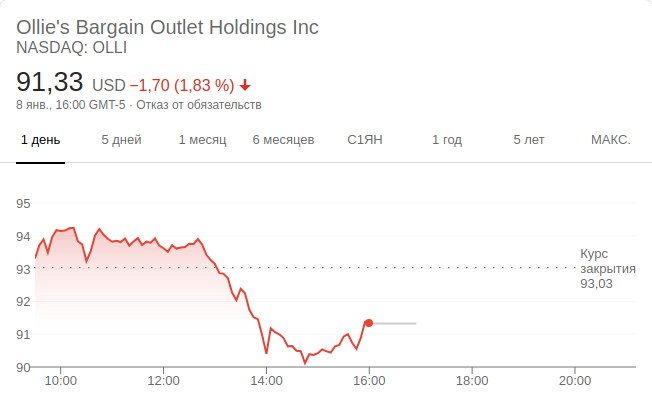 Ollie's Bargain Outlet Holdings Inc
NASDAQ: OLLI
91,33 USD −1,70 (1,83 %)
8 янв., 16:00 GMT-5 · Отказ от обязательств
1 день 5 дней 1 месяц 6 месяцев С1ЯН 1 год 5 лет МАКС.
95
94
93
92
91
90
Курс
закрытия
93,03
10:00 12:00 14:00 16:00 18:00 20:00